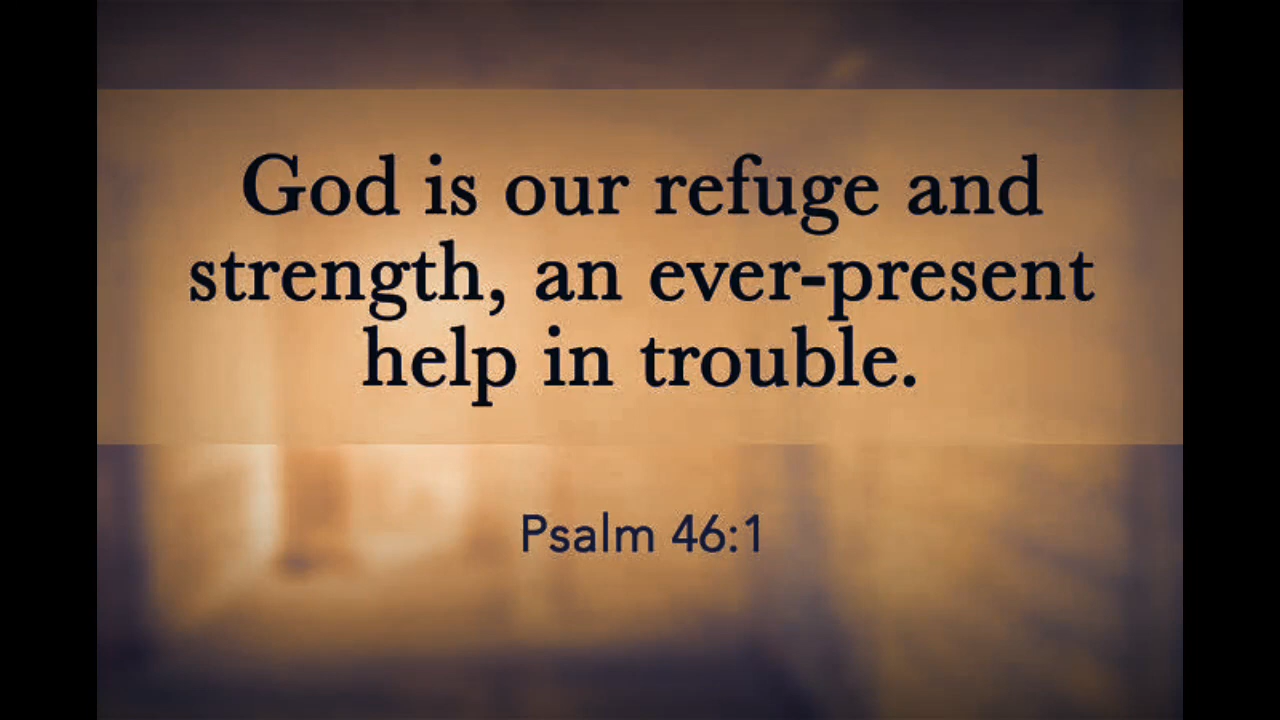 God is our refuge and
strength, an ever-present
help in trouble.
Psalm 46:1